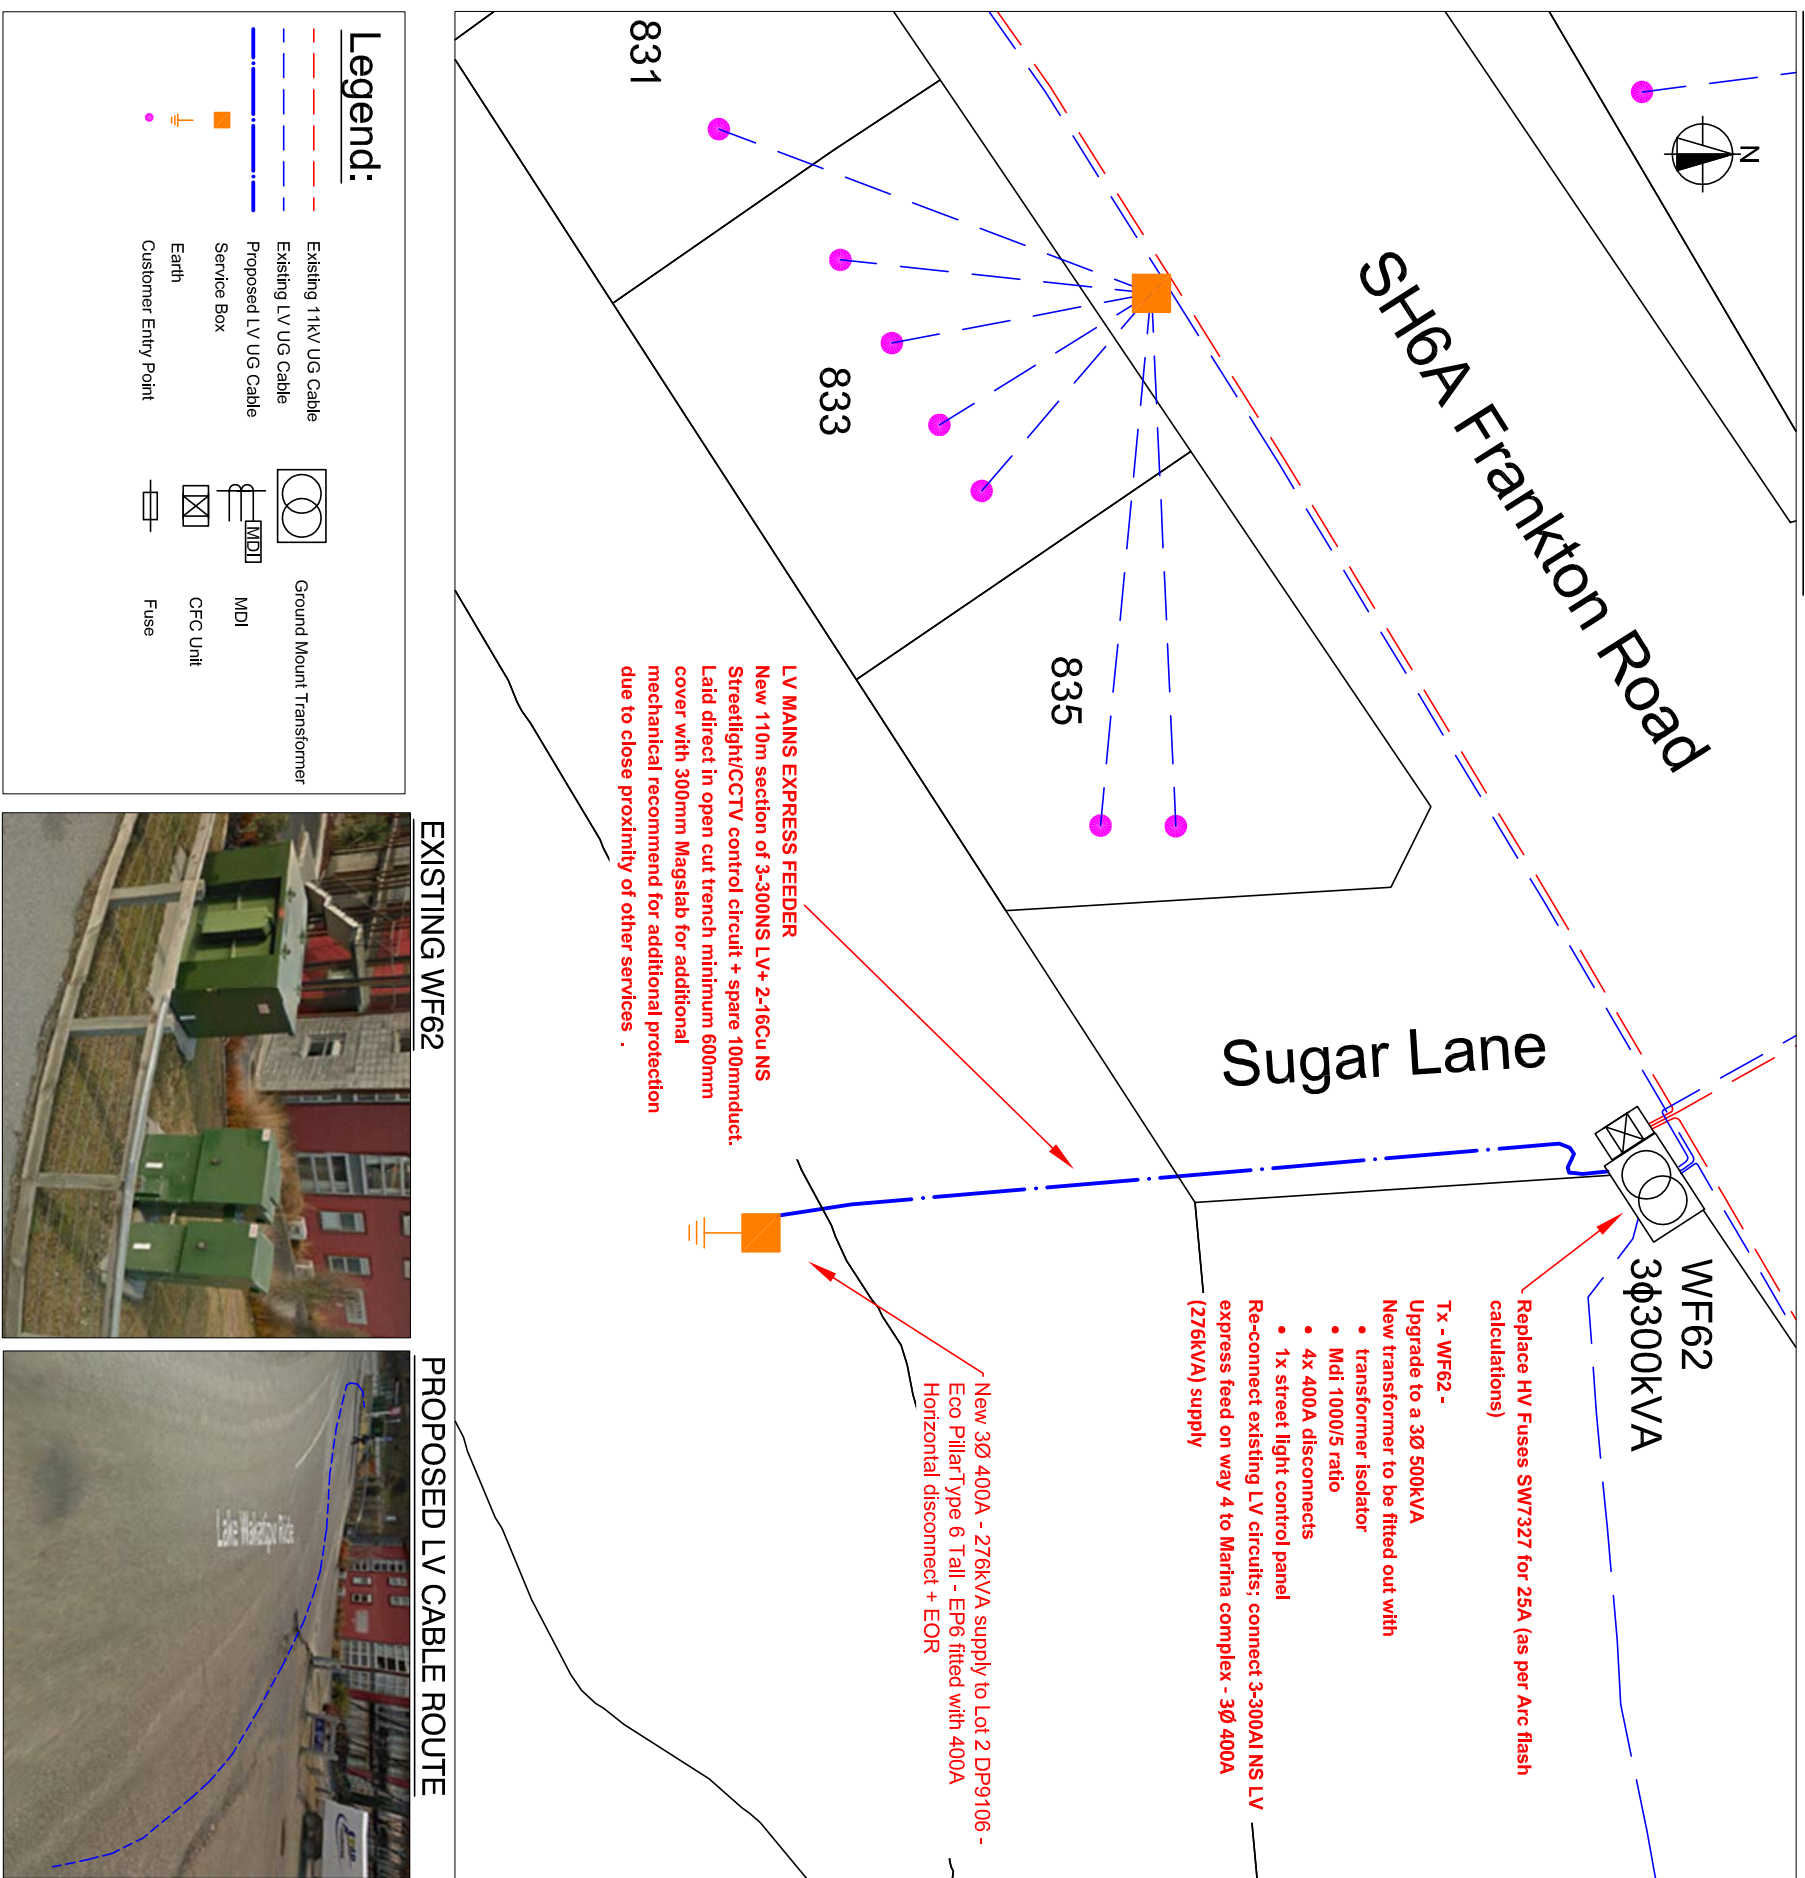 N
SH6A Frankton Road
831
833
835
Sugar Lane
WF62
3ф300kVA
Replace HV Fuses SW7327 for 25A (as per Arc flash
calculations)
Tx - WF62 -
Upgrade to a 3Ø 500kVA
New transformer to be fitted out with
• transformer isolator
• Mdi 1000/5 ratio
• 4x 400A disconnects
• 1x street light control panel
Re-connect existing LV circuits; connect 3-300Al NS LV
express feed on way 4 to Marina complex - 3Ø 400A
(276kVA) supply
LV MAINS EXPRESS FEEDER
New 110m section of 3-300NS LV+ 2-16Cu NS
Streetlight/CCTV control circuit + spare 100mmduct.
Laid direct in open cut trench minimum 600mm
cover with 300mm Magslab for additional
mechanical recommend for additional protection
due to close proximity of other services .
New 3Ø 400A - 276kVA supply to Lot 2 DP9106 -
Eco PillarType 6 Tall - EP6 fitted with 400A
Horizontal disconnect + EOR
Legend:
Existing 11kV UG Cable
Existing LV UG Cable
Proposed LV UG Cable
Service Box
Earth
Customer Entry Point
Ground Mount Transformer
MDI
MDI
CFC Unit
Fuse
EXISTING WF62
PROPOSED LV CABLE ROUTE
Lake Wakatipu Ride